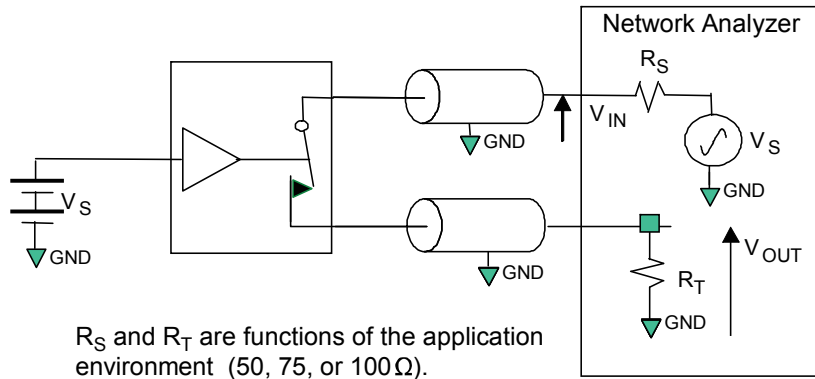 Network Analyzer
R_S
V_IN
V_S
GND
GND
V_S
GND
GND
V_OUT
R_T
GND
R_S and R_T are functions of the application
environment (50, 75, or 100Ω).